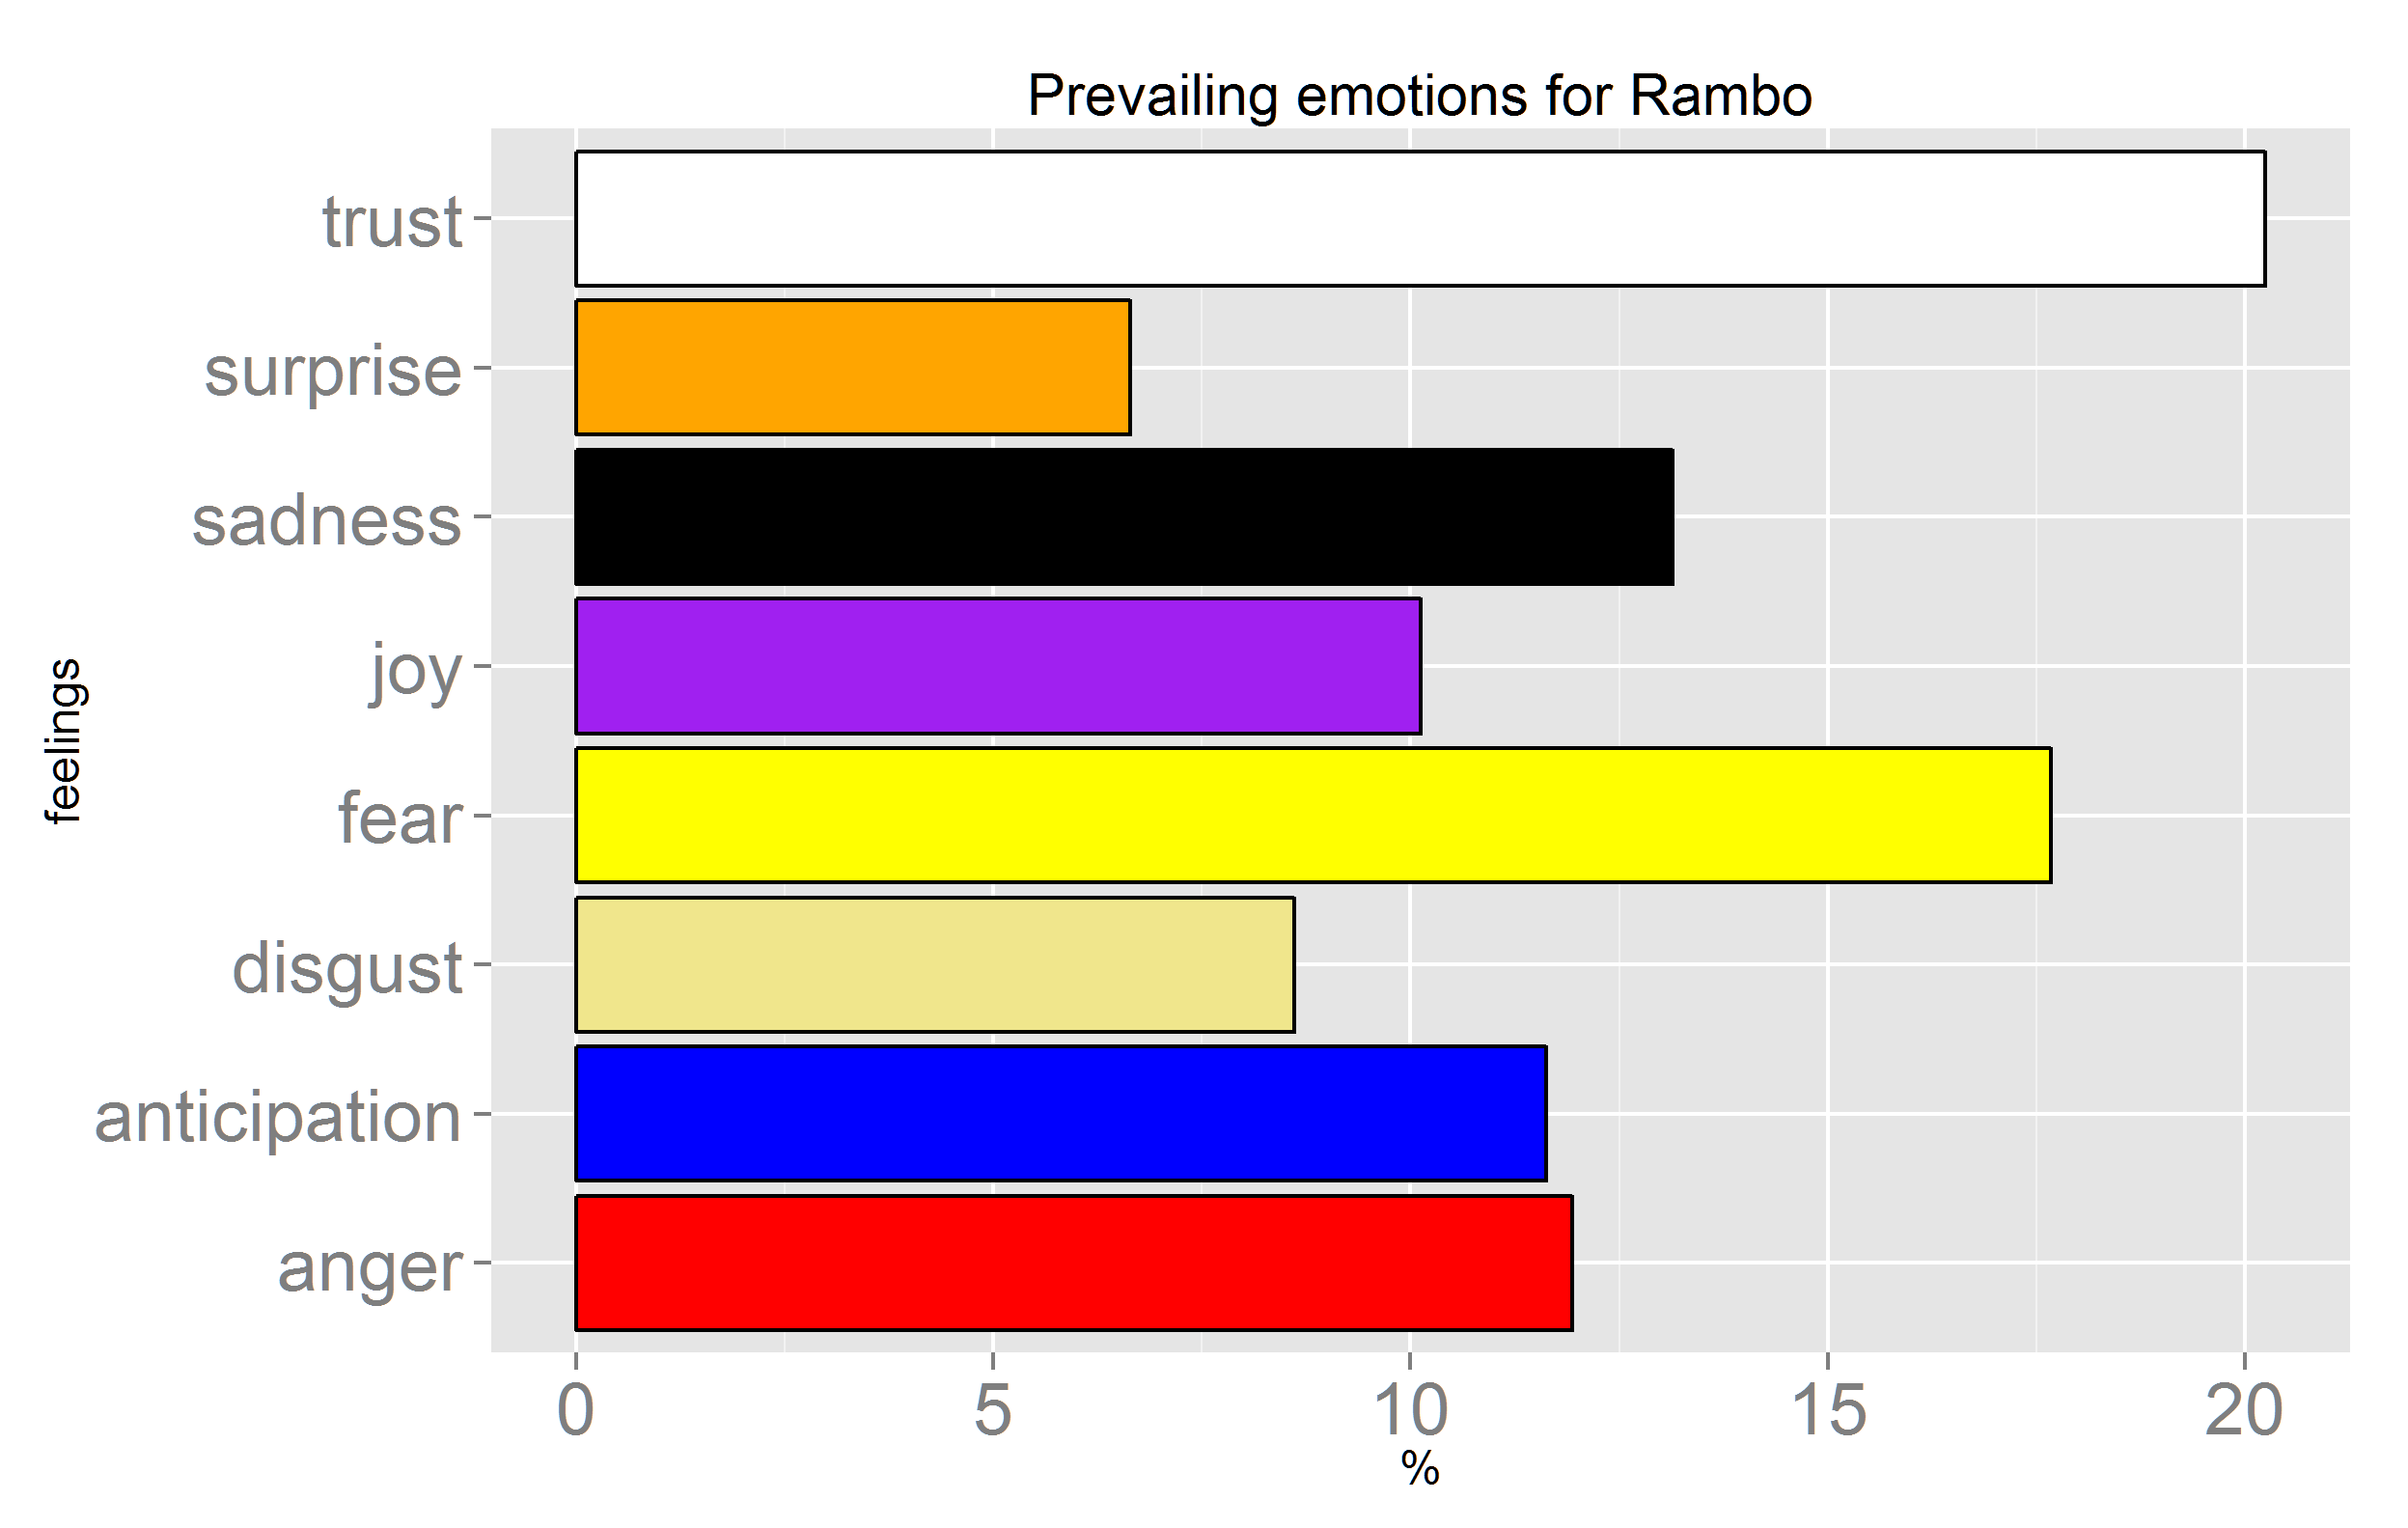 Prevailing emotions for Rambo
trust
surprise
sadness
joy
fear
disgust
anticipation
anger
feelings
0 5 10 15 20
%